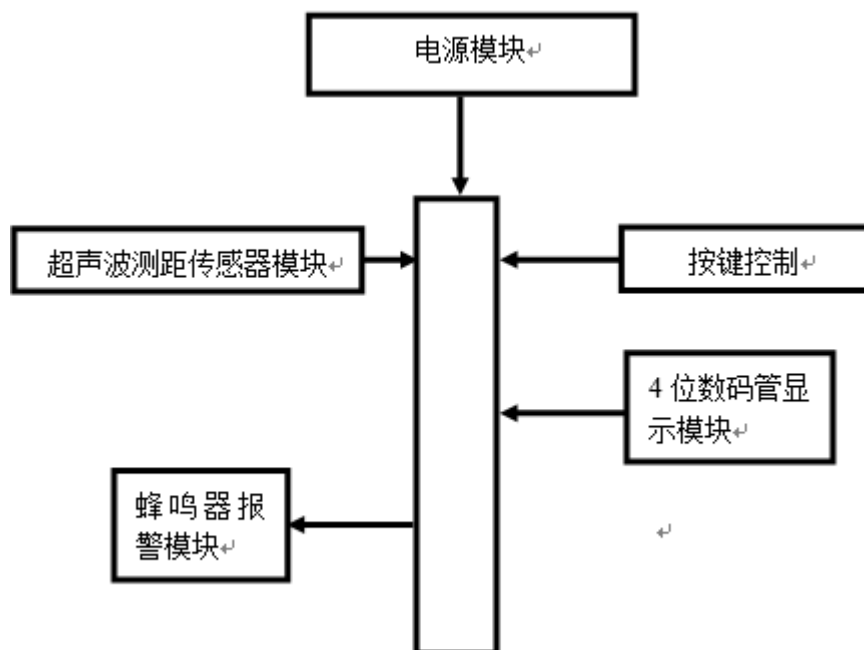 电源模块
超声波测距传感器模块
按键控制
4 位数码管显
示模块
蜂鸣器报
警模块